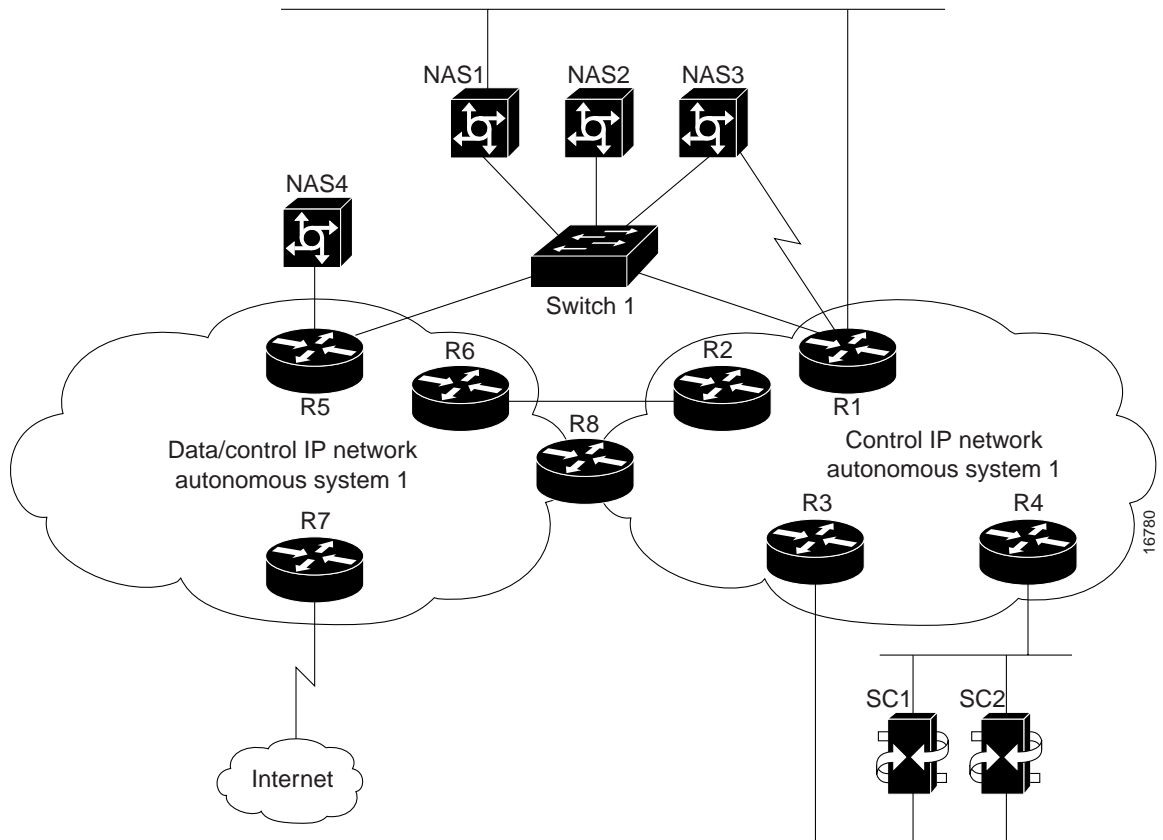 NAS1
NAS2
NAS3
NAS4
Switch 1
R5
R6
R2
R1
R8
Data/control IP network
autonomous system 1
Control IP network
autonomous system 1
R7
R3
R4
16780
SC1
SC2
Internet